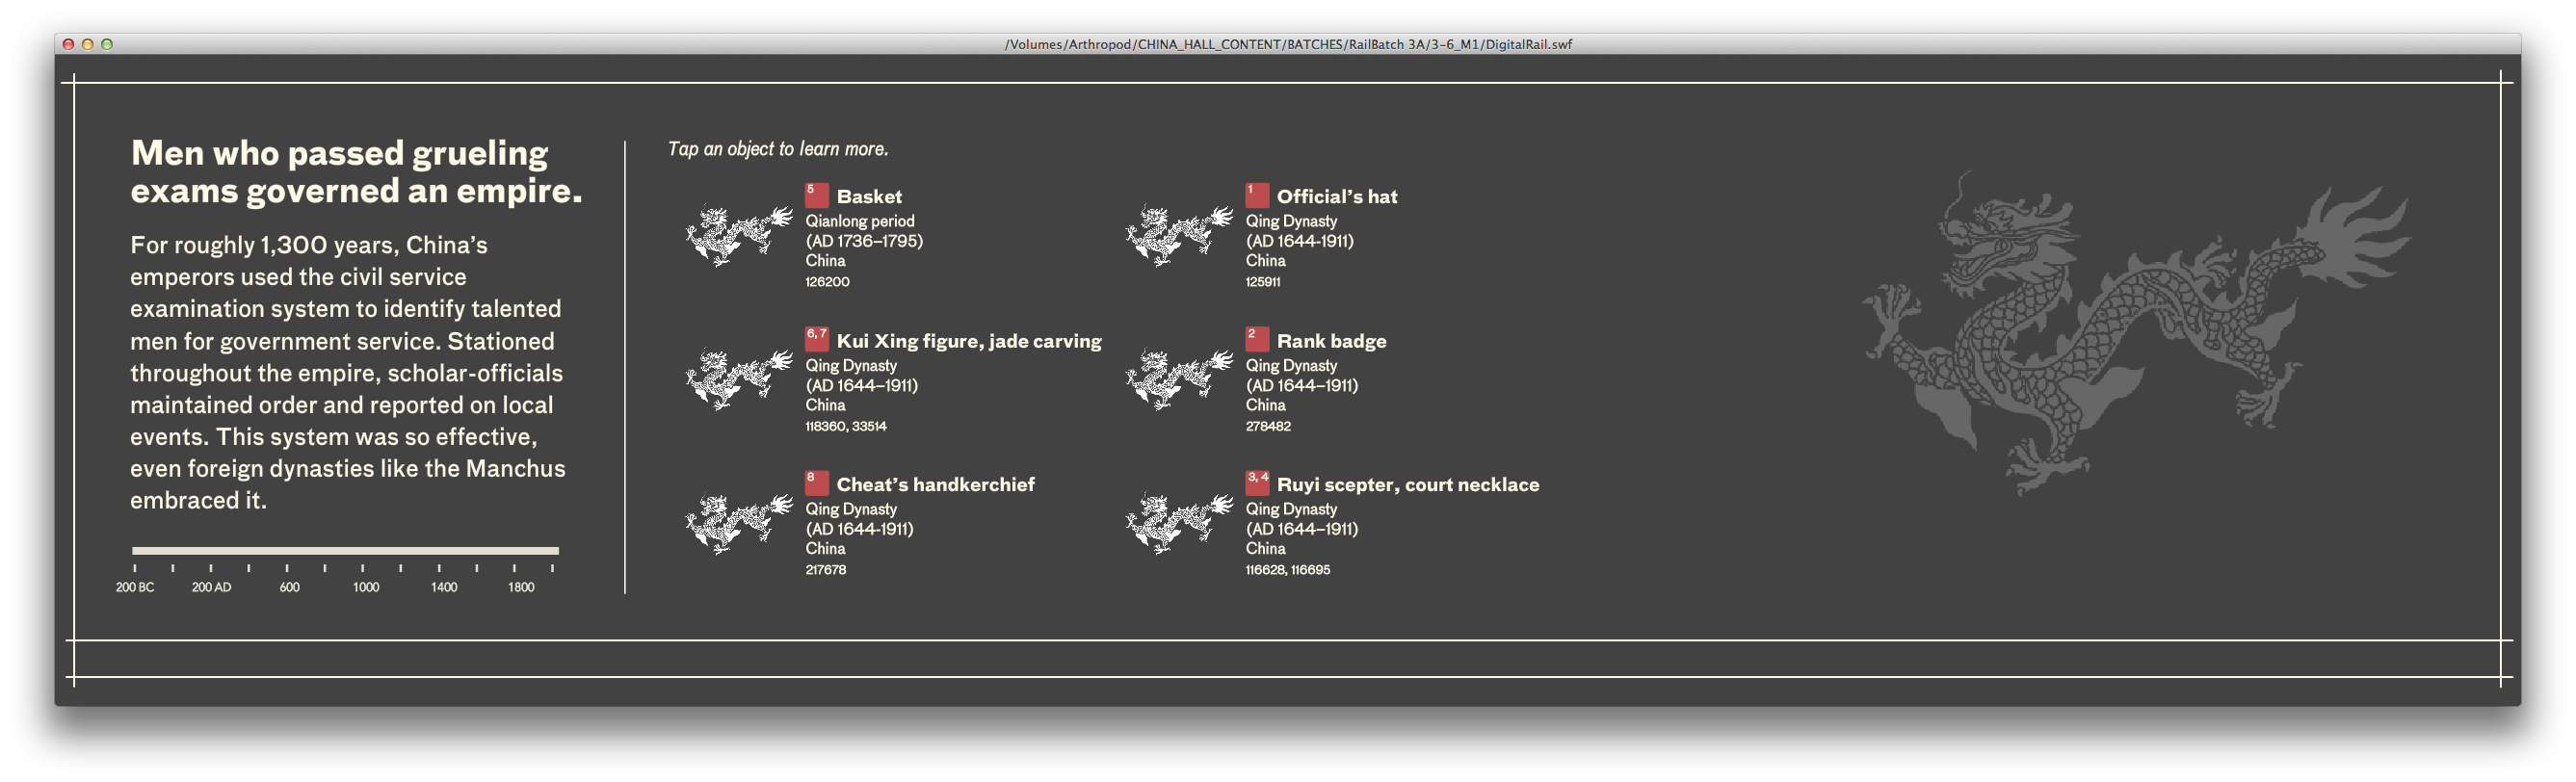 /Volumes/Arthropod/CHINA_HALL_CONTENT/BATCHES/RailBatch 3A/3-6_M1/DigitalRail.swf
Men who passed grueling
exams governed an empire.
For roughly 1,300 years, China’s
emperors used the civil service
examination system to identify talented
men for government service. Stationed
throughout the empire, scholar-officials
maintained order and reported on local
events. This system was so effective,
even foreign dynasties like the Manchus
embraced it.
200 BC 200 AD 600 1000 1400 1800
Tap an object to learn more.
5 Basket
Qianlong period
(AD 1736–1795)
China
126200
6, 7 Kui Xing figure, jade carving
Qing Dynasty
(AD 1644–1911)
China
118360, 33514
8 Cheat’s handkerchief
Qing Dynasty
(AD 1644-1911)
China
217678
1 Official’s hat
Qing Dynasty
(AD 1644-1911)
China
125911
2 Rank badge
Qing Dynasty
(AD 1644–1911)
China
278482
3, 4 Ruyi scepter, court necklace
Qing Dynasty
(AD 1644–1911)
China
116628, 116695